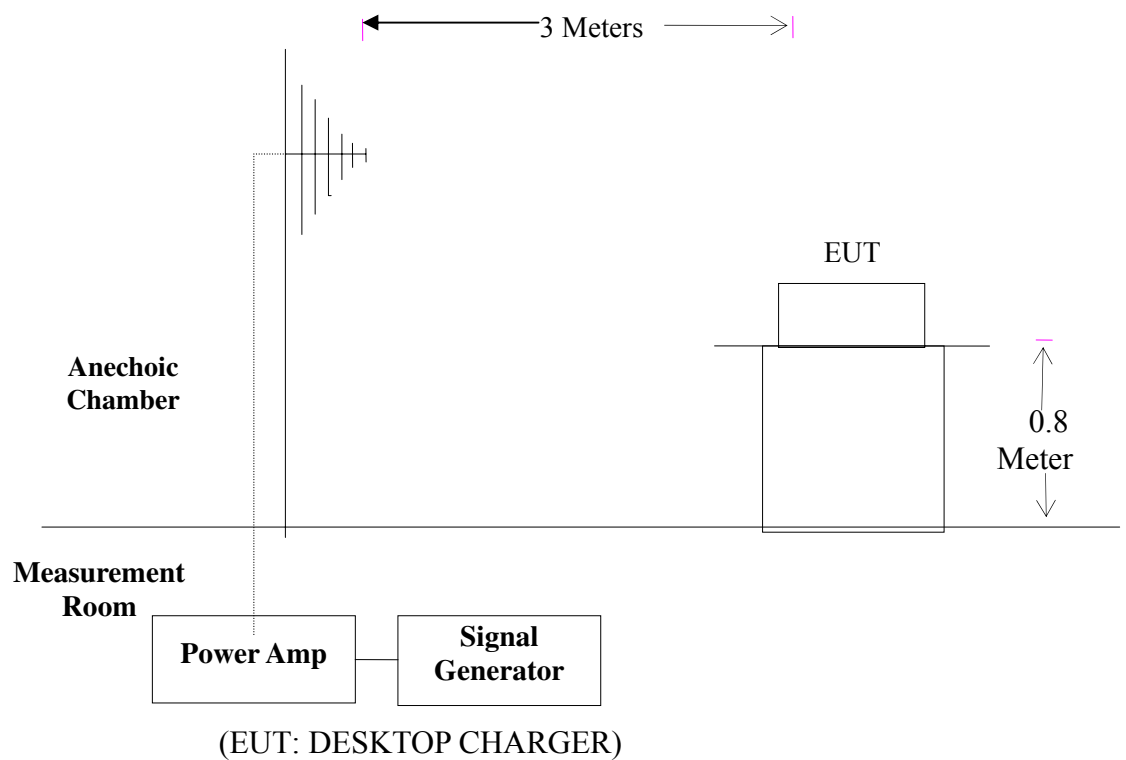 3 Meters
EUT
Anechoic
Chamber
0.8
Meter
Measurement
Room
Power Amp
Signal
Generator
(EUT: DESKTOP CHARGER)